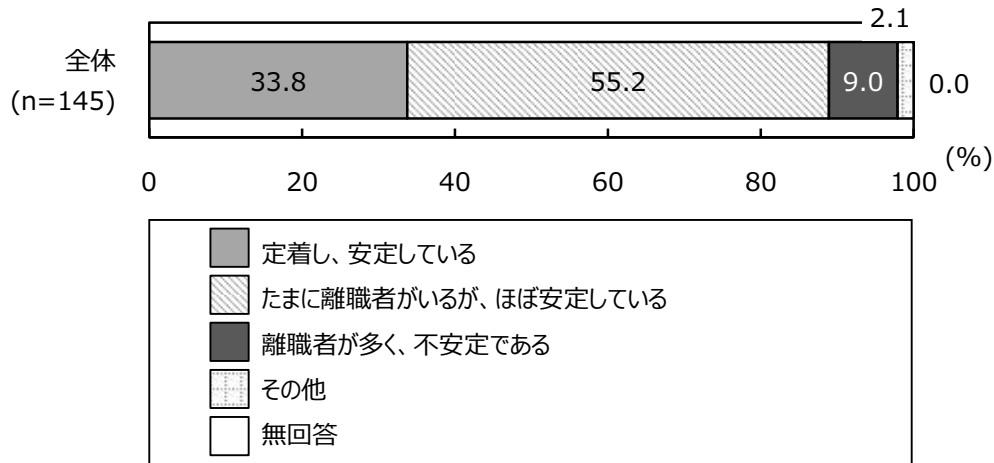 2.1
全体
(n=145)
33.8
55.2
9.0
0.0
(%)
0
20
40
60
80
100
定着し、安定している
たまに離職者がいるが、ほぼ安定している
離職者が多く、不安定である
その他
無回答